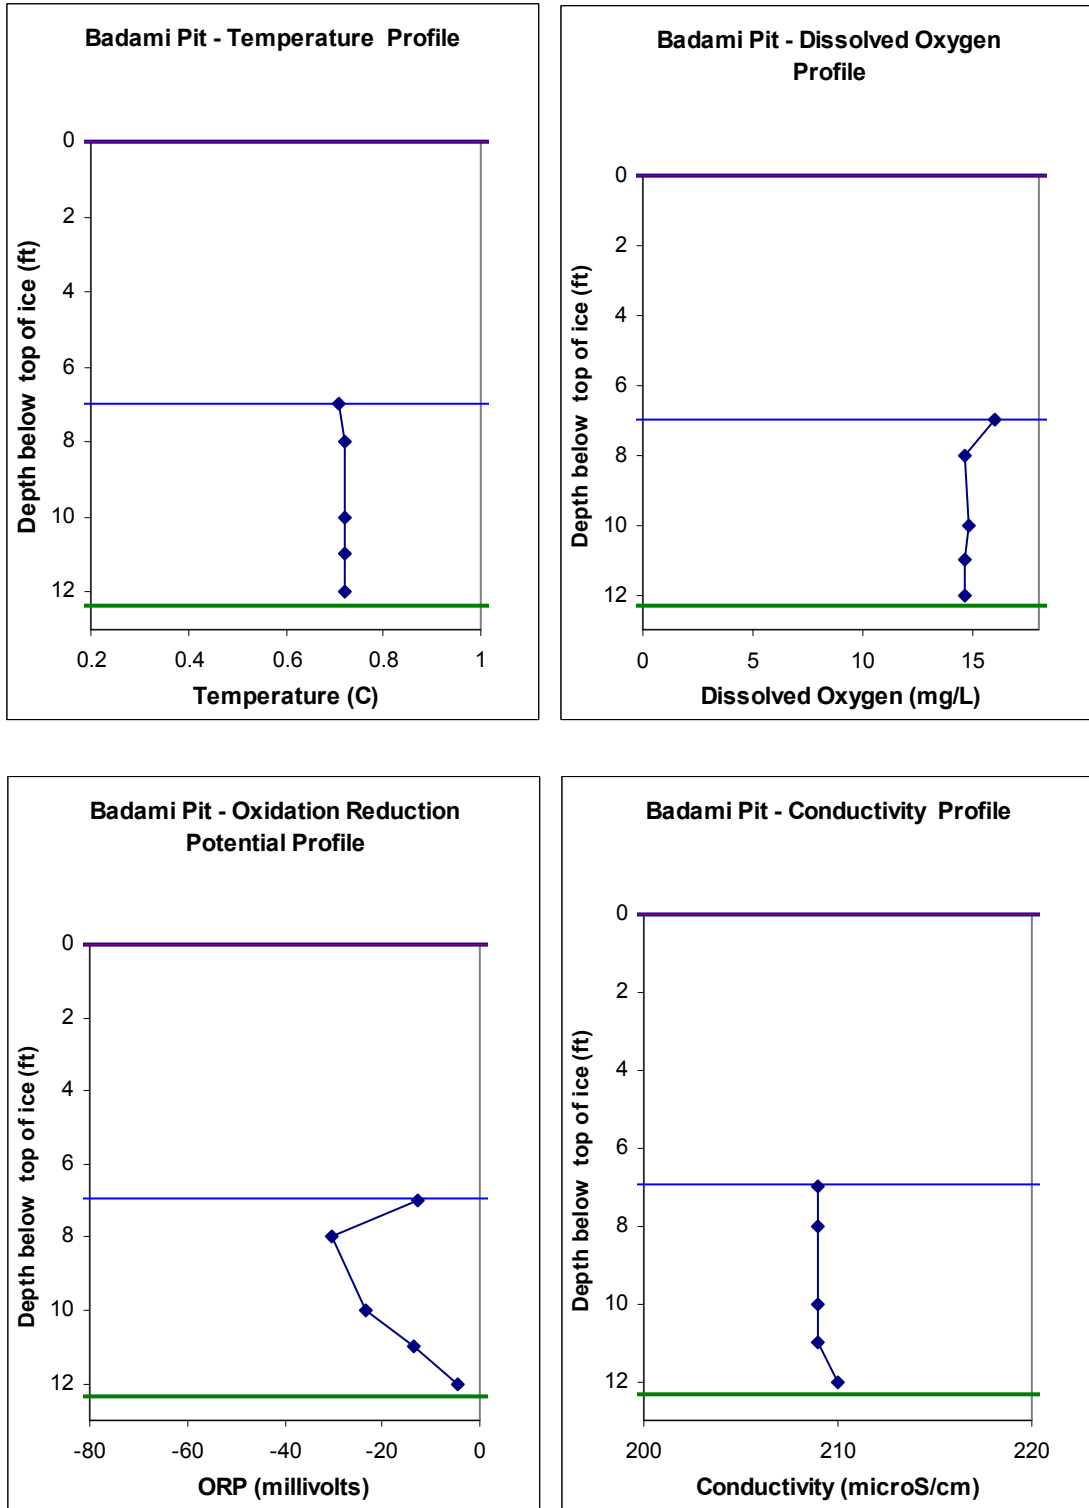 Badami Pit - Temperature Profile
0
2
4
6
8
10
12
Depth below top of ice (ft)
0.2 0.4 0.6 0.8 1
Temperature (C)
Badami Pit - Dissolved Oxygen
Profile
0
2
4
6
8
10
12
Depth below top of ice (ft)
0 5 10 15
Dissolved Oxygen (mg/L)
Badami Pit - Oxidation Reduction
Potential Profile
0
2
4
6
8
10
12
Depth below top of ice (ft)
-80 -60 -40 -20 0
ORP (millivolts)
Badami Pit - Conductivity Profile
0
2
4
6
8
10
12
Depth below top of ice (ft)
200 210 220
Conductivity (microS/cm)